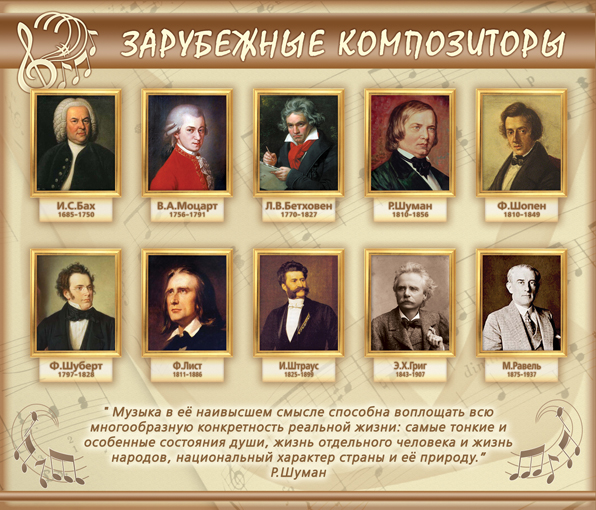 ЗАРУБЕЖНЫЕ КОМПОЗИТОРЫ
И.С.Бах
1685-1750
В.А.Моцарт
1756-1791
Л.В.Бетховен
1770-1827
Р.Шуман
1810-1856
Ф.Шопен
1810-1849
Ф.Шуберт
1797-1828
Ф.Лист
1811-1886
И.Штраус
1825-1899
Э.Х.Григ
1843-1907
М.Равель
1875-1937
" Музыка в её наивысшем смысле способна воплощать всю
многообразную конкретность реальной жизни: самые тонкие и
особенные состояния души, жизнь отдельного человека и жизнь
народов, национальный характер страны и её природу."
Р.Шуман